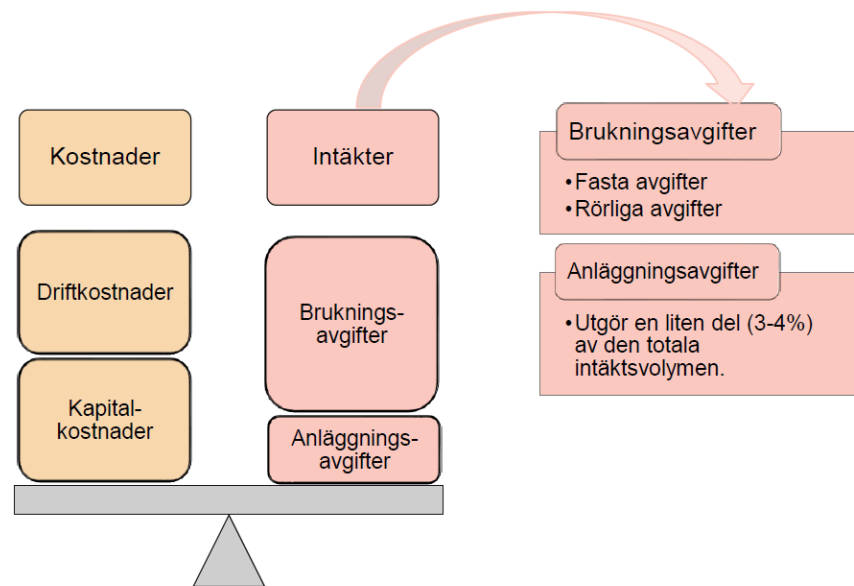 Kostnader
Intäkter
Driftkostnader
Kapital-
kostnader
Bruknings-
avgifter
Anläggnings-
avgifter
Brukningsavgifter
•Fasta avgifter
•Rörliga avgifter
Anläggningsavgifter
•Utgör en liten del (3-4%)
av den totala
intäktsvolymen.